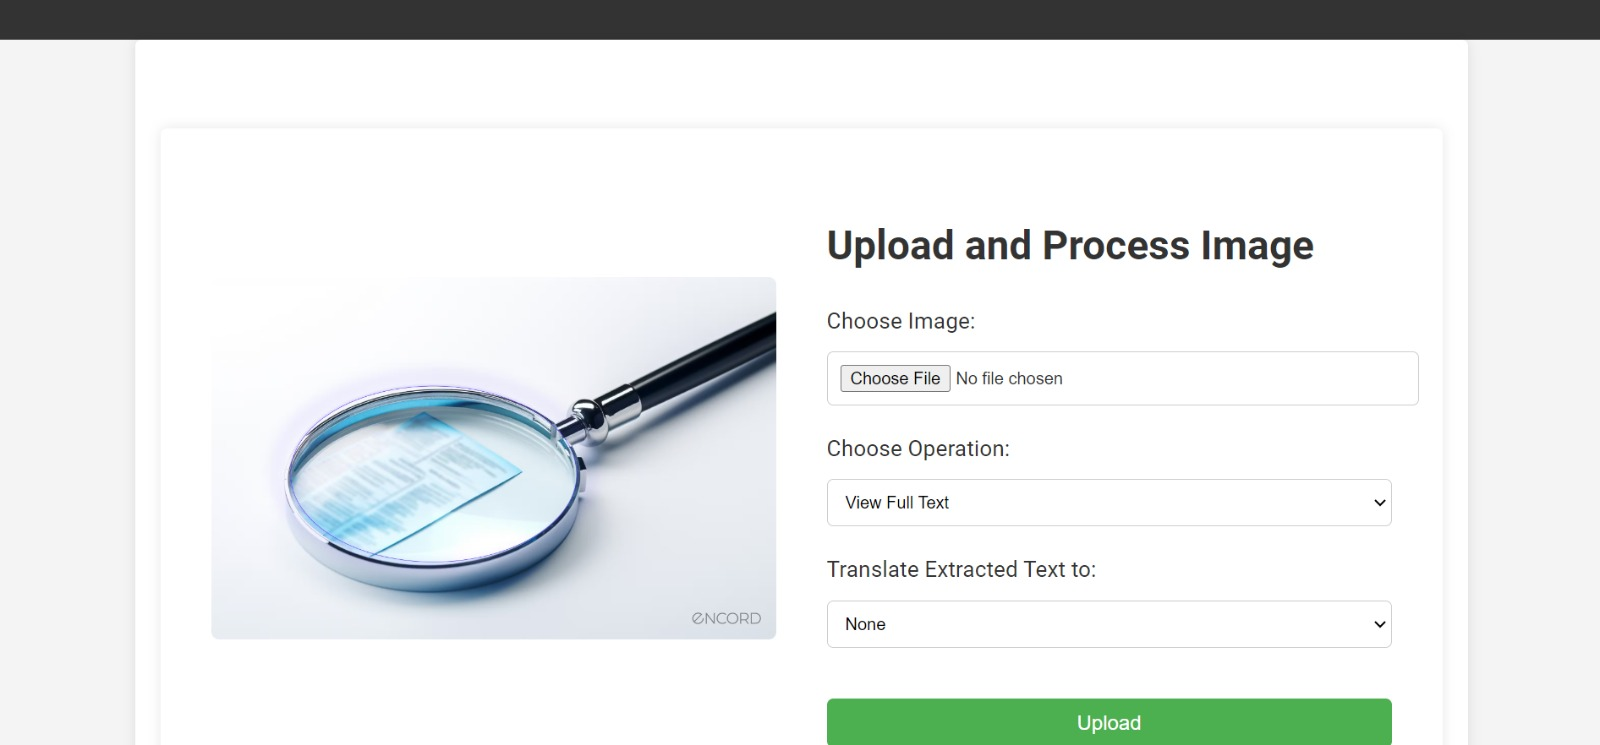 Upload and Process Image
Choose Image:
Choose File No file chosen
Choose Operation:
View Full Text
Translate Extracted Text to:
None
Upload
ENCORD